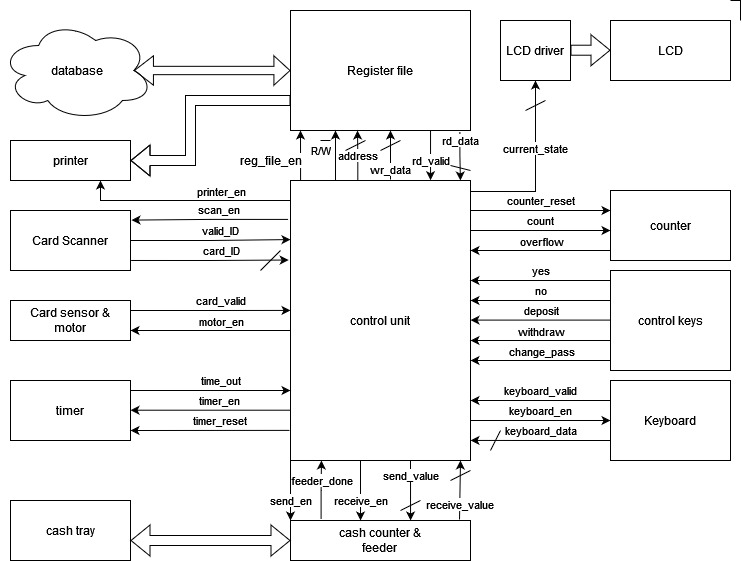 database
Register file
LCD driver
LCD
printer
reg_file_en
R/W
address
wr_data
rd_valid
rd_data
current_state
printer_en
scan_en
valid_ID
card_ID
Card Scanner
counter_reset
count
overflow
counter
Card sensor &
motor
card_valid
motor_en
control unit
yes
no
deposit
withdraw
change_pass
control keys
timer
time_out
timer_en
timer_reset
keyboard_valid
keyboard_en
keyboard_data
Keyboard
send_en
feeder_done
receive_en
send_value
receive_value
cash tray
cash counter &
feeder